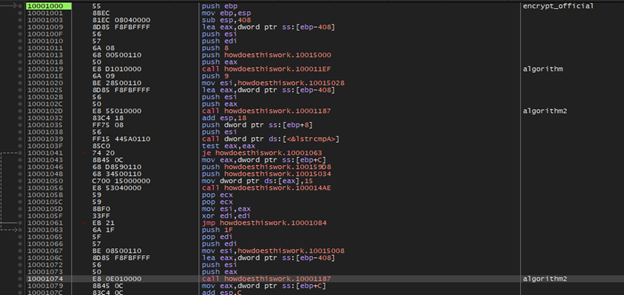 10001000 55 push ebp encrypt_official
10001001 8BEC mov ebp,esp
10001003 81EC 08040000 sub esp,408
10001009 8D85 F8FBFFFF lea eax,dword ptr ss:[ebp-408]
1000100F 56 push esi
10001010 57 push edi
10001011 6A 08 push 8
10001013 68 00500110 push howdoesthiswork.10015000
10001018 50 push eax
10001019 E8 D1010000 call howdoesthiswork.100011EF algorithm
1000101E 6A 09 push 9
10001020 BE 28500110 mov esi,howdoesthiswork.10015028
10001025 8D85 F8FBFFFF lea eax,dword ptr ss:[ebp-408]
1000102B 56 push esi
1000102C 50 push eax
1000102D E8 55010000 call howdoesthiswork.10001187 algorithm2
10001032 83C4 18 add esp,18
10001035 FF75 08 push dword ptr ss:[ebp+8]
10001038 56 push esi
10001039 FF15 445A0110 call dword ptr ds:[<&lstrcmpA>]
1000103F 85C0 test eax,eax
10001041 74 20 je howdoesthiswork.10001063
10001043 8B45 0C mov eax,dword ptr ss:[ebp+C]
10001046 68 D8590110 push howdoesthiswork.100159D8
1000104B 68 34500110 push howdoesthiswork.10015034
10001050 C700 15000000 mov dword ptr ds:[eax],15
10001056 E8 53040000 call howdoesthiswork.100014AE
1000105B 59 pop ecx
1000105C 59 pop ecx
1000105D 8BF0 mov esi,eax
1000105F 33FF xor edi,edi
10001061 EB 21 jmp howdoesthiswork.10001084
10001063 6A 1F push 1F
10001065 5F pop edi
10001066 57 push edi
10001067 BE 08500110 mov esi,howdoesthiswork.10015008
1000106C 8D85 F8FBFFFF lea eax,dword ptr ss:[ebp-408]
10001072 56 push esi
10001073 50 push eax
10001074 E8 0E010000 call howdoesthiswork.10001187 algorithm2
10001079 8B45 0C mov eax,dword ptr ss:[ebp+C]
1000107C 83C4 0C add esp,C